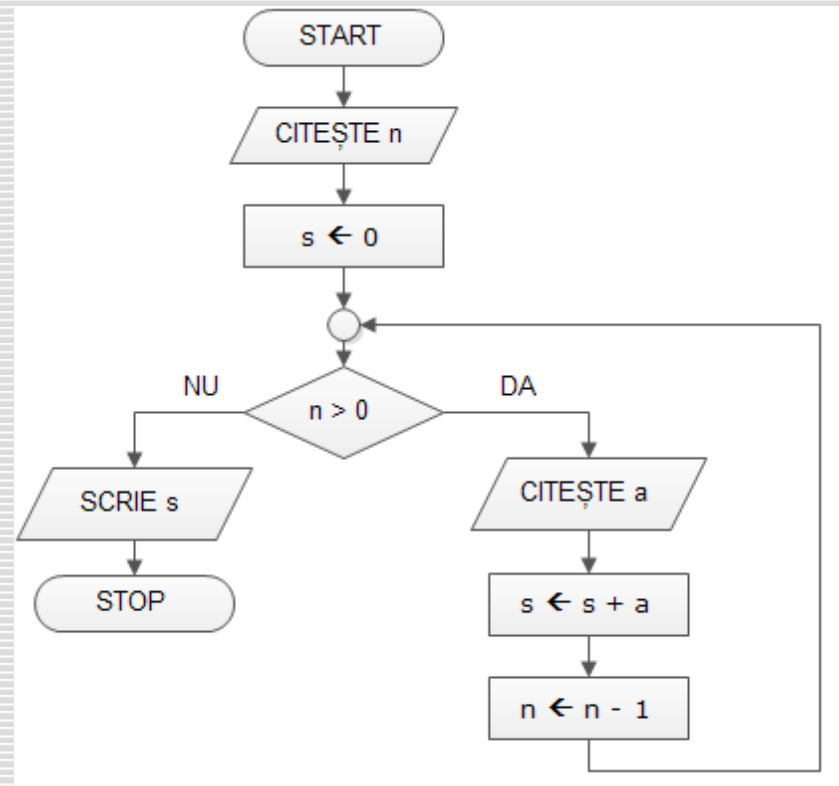 START
CITEȘTE n
s ← 0
NU
DA
n > 0
SCRIE s
CITEȘTE a
STOP
s ← s + a
n ← n - 1